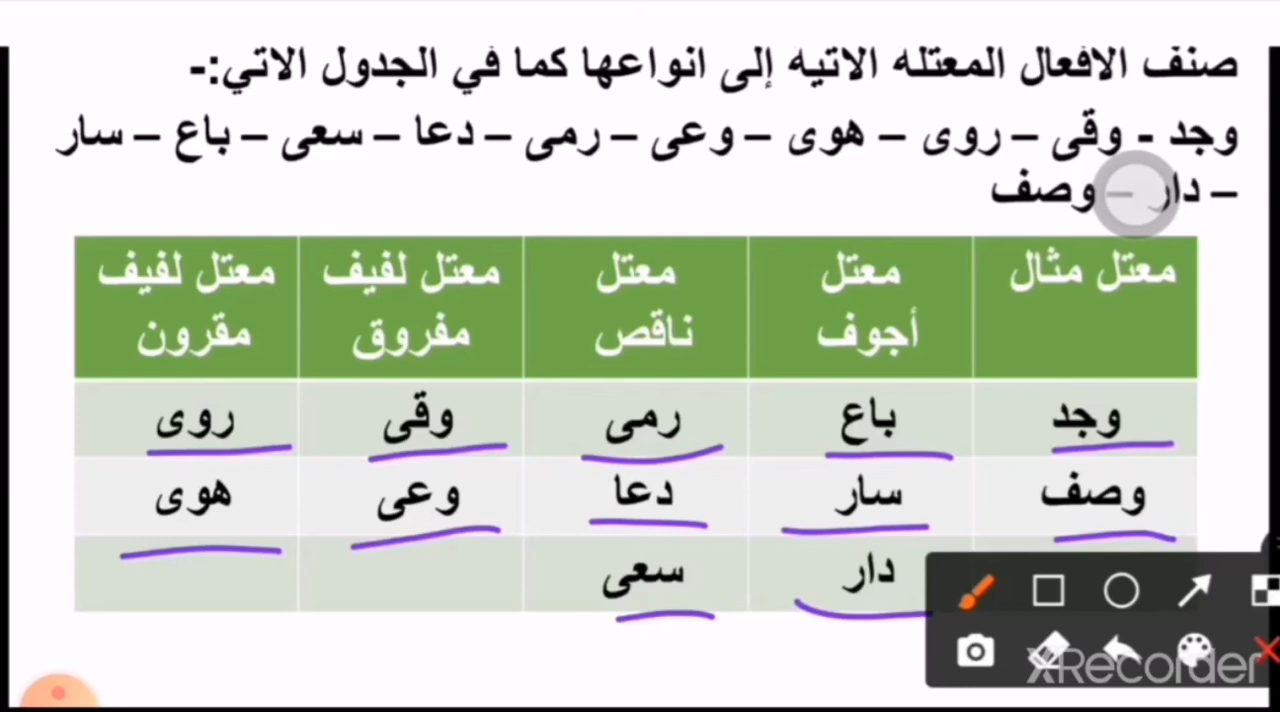 صنف الافعال المعتله الاتيه إلى انواعها كما في الجدول الاتي:-
وجد - وقى – روى – هوى – وعى – رمى – دعا – سعى – باع – سار
– دار – وصف
معتل مثال معتل أجوف معتل ناقص معتل لفيف مفروق معتل لفيف مقرون
وجد باع رمى وقى روى
وصف سار دعا وعى هوى
دار سعى
XRecorder